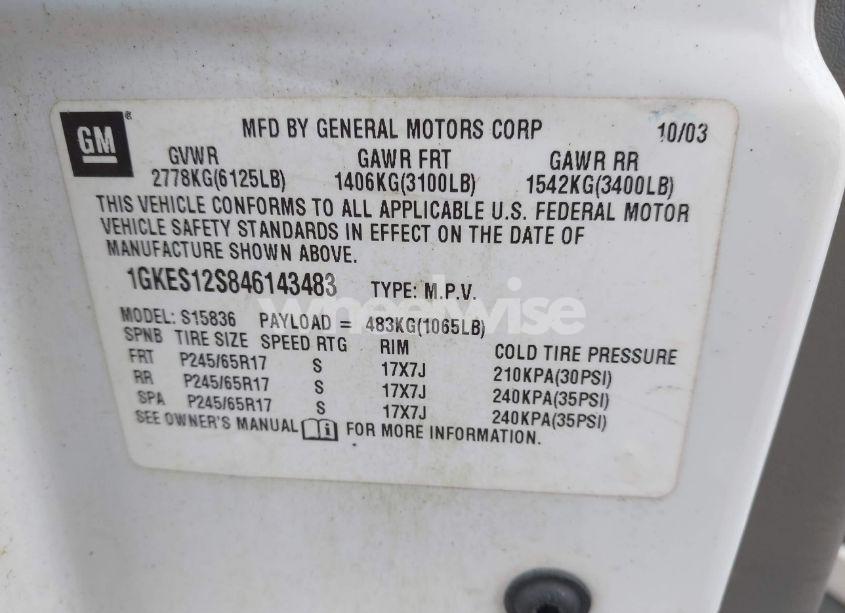 GM®
MFD BY GENERAL MOTORS CORP 10/03
GVWR GAWR FRT GAWR RR
2778KG(6125LB) 1406KG(3100LB) 1542KG(3400LB)
THIS VEHICLE CONFORMS TO ALL APPLICABLE U.S. FEDERAL MOTOR
VEHICLE SAFETY STANDARDS IN EFFECT ON THE DATE OF
MANUFACTURE SHOWN ABOVE.
1GKES12S846143483 TYPE: M.P.V.
wheelwise
MODEL: S15836 PAYLOAD = 483KG(1065LB)
SPNB TIRE SIZE SPEED RTG RIM COLD TIRE PRESSURE
FRT P245/65R17 S 17X7J 210KPA(30PSI)
RR P245/65R17 S 17X7J 240KPA(35PSI)
SPA P245/65R17 S 17X7J 240KPA(35PSI)
SEE OWNER'S MANUAL i FOR MORE INFORMATION.